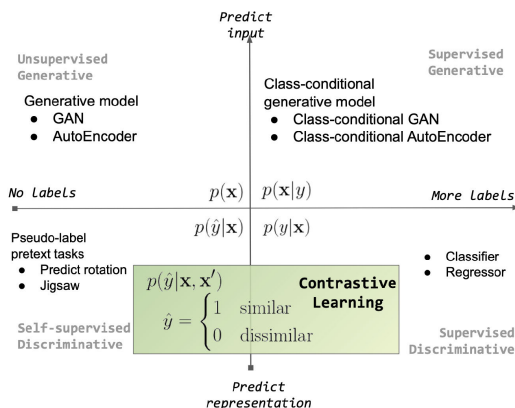 Predict
input
Unsupervised
Generative
Supervised
Generative
Generative model
● GAN
● AutoEncoder
Class-conditional
generative model
● Class-conditional GAN
● Class-conditional AutoEncoder
No labels
p(x)
p(x|y)
More labels
p(ŷ|x)
p(y|x)
Pseudo-label
pretext tasks
● Predict rotation
● Jigsaw
● Classifier
● Regressor
p(ŷ|x, x′)
ŷ = { 1 similar
0 dissimilar
Contrastive
Learning
Self-supervised
Discriminative
Supervised
Discriminative
Predict
representation